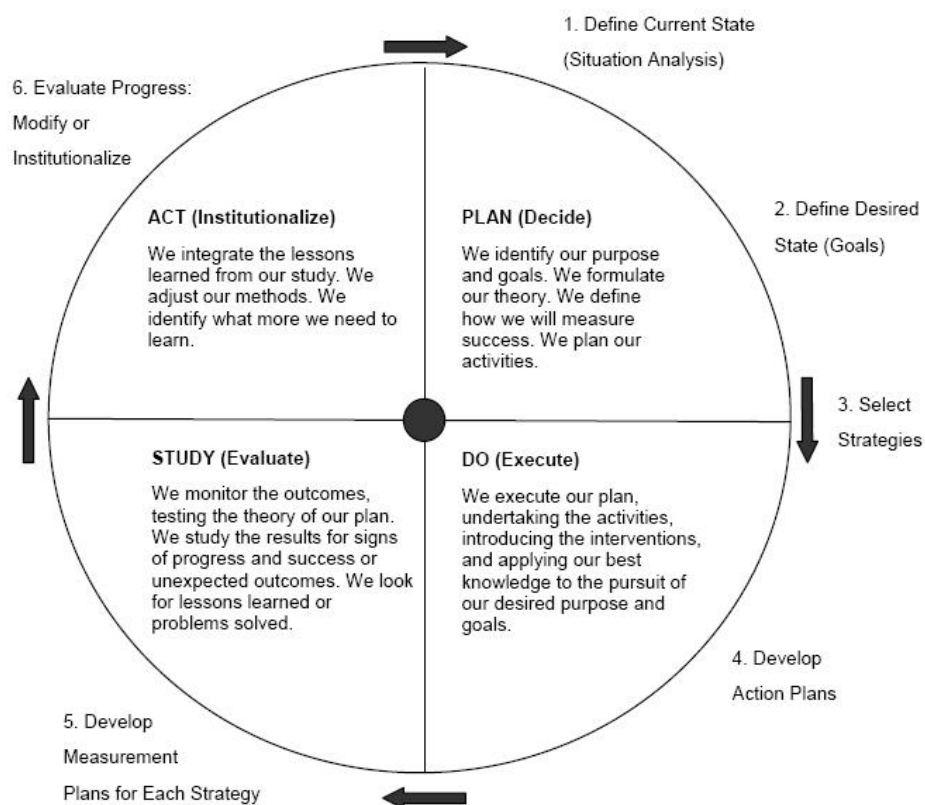 1. Define Current State
(Situation Analysis)
6. Evaluate Progress:
Modify or
Institutionalize
2. Define Desired
State (Goals)
ACT (Institutionalize)
We integrate the lessons
learned from our study. We
adjust our methods. We
identify what more we need to
learn.
PLAN (Decide)
We identify our purpose
and goals. We formulate
our theory. We define
how we will measure
success. We plan our
activities.
3. Select
Strategies
STUDY (Evaluate)
We monitor the outcomes,
testing the theory of our plan.
We study the results for signs
of progress and success or
unexpected outcomes. We look
for lessons learned or
problems solved.
DO (Execute)
We execute our plan,
undertaking the activities,
introducing the interventions,
and applying our best
knowledge to the pursuit of
our desired purpose and
goals.
4. Develop
Action Plans
5. Develop
Measurement
Plans for Each Strategy